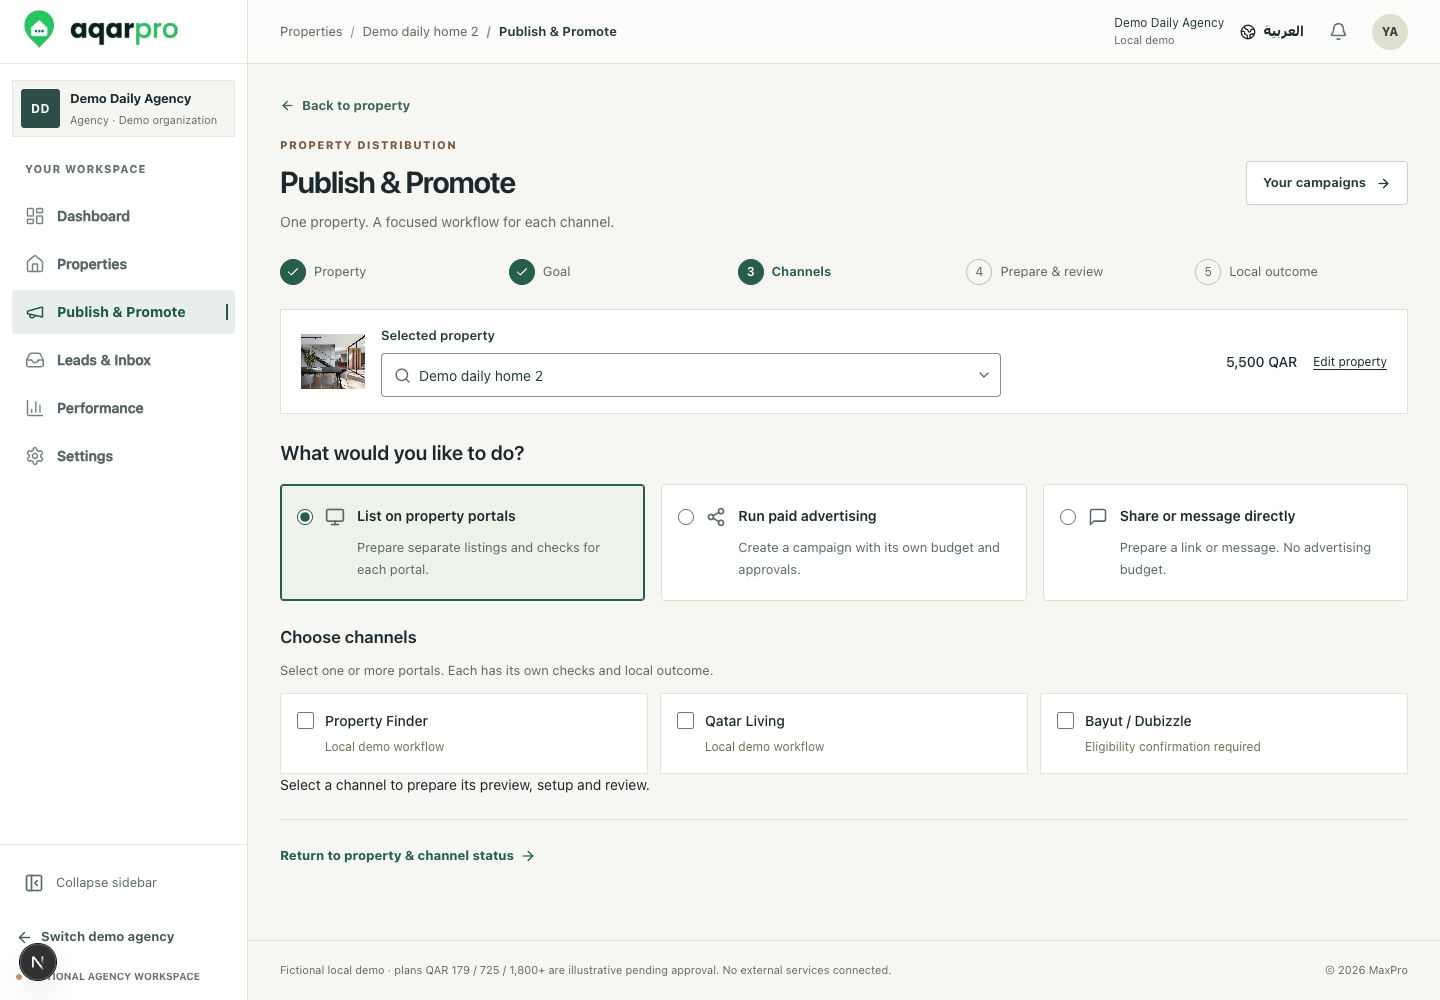 aqarpro
Properties / Demo daily home 2 / Publish & Promote
Demo Daily Agency
Local demo
العربية
YA
DD
Demo Daily Agency
Agency · Demo organization
YOUR WORKSPACE
Dashboard
Properties
Publish & Promote
Leads & Inbox
Performance
Settings
Collapse sidebar
Switch demo agency
N
IONAL AGENCY WORKSPACE
Back to property
PROPERTY DISTRIBUTION
Publish & Promote
Your campaigns
One property. A focused workflow for each channel.
Property
Goal
3 Channels
4 Prepare & review
5 Local outcome
Selected property
Demo daily home 2
5,500 QAR
Edit property
What would you like to do?
List on property portals
Prepare separate listings and checks for
each portal.
Run paid advertising
Create a campaign with its own budget and
approvals.
Share or message directly
Prepare a link or message. No advertising
budget.
Choose channels
Select one or more portals. Each has its own checks and local outcome.
Property Finder
Local demo workflow
Qatar Living
Local demo workflow
Bayut / Dubizzle
Eligibility confirmation required
Select a channel to prepare its preview, setup and review.
Return to property & channel status
Fictional local demo · plans QAR 179 / 725 / 1,800+ are illustrative pending approval. No external services connected.
© 2026 MaxPro